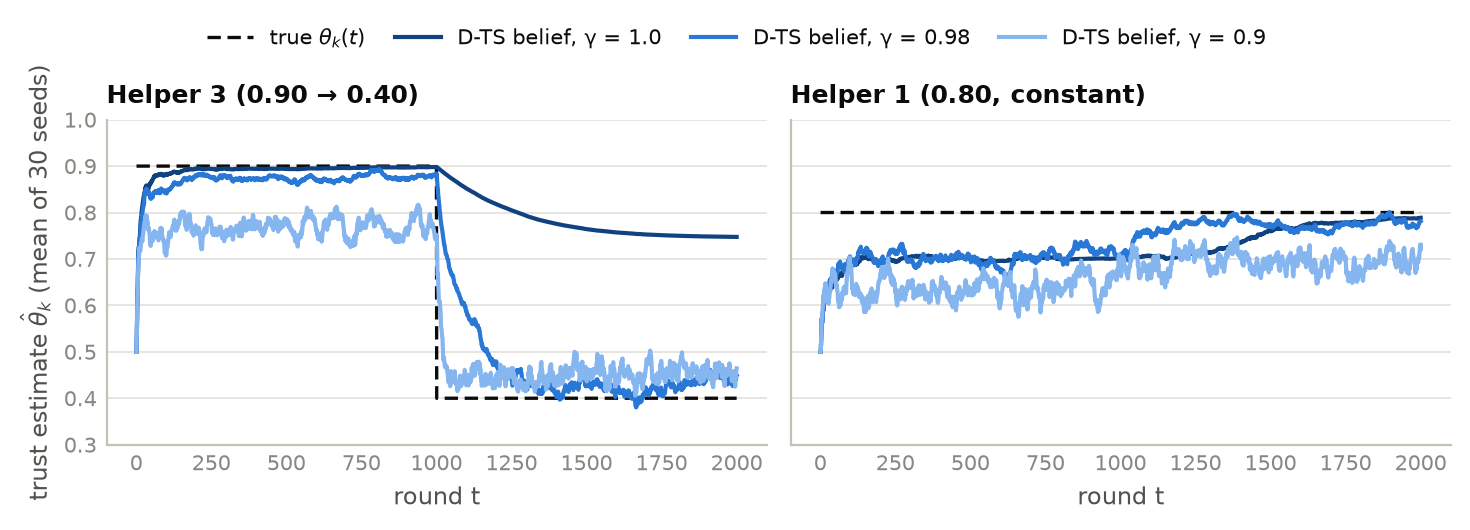 true θₖ(t) D-TS belief, γ = 1.0 D-TS belief, γ = 0.98 D-TS belief, γ = 0.9
Helper 3 (0.90 → 0.40)
Helper 1 (0.80, constant)
trust estimate θ̂ₖ (mean of 30 seeds)
1.0
0.9
0.8
0.7
0.6
0.5
0.4
0.3
0 250 500 750 1000 1250 1500 1750 2000
0 250 500 750 1000 1250 1500 1750 2000
round t
round t